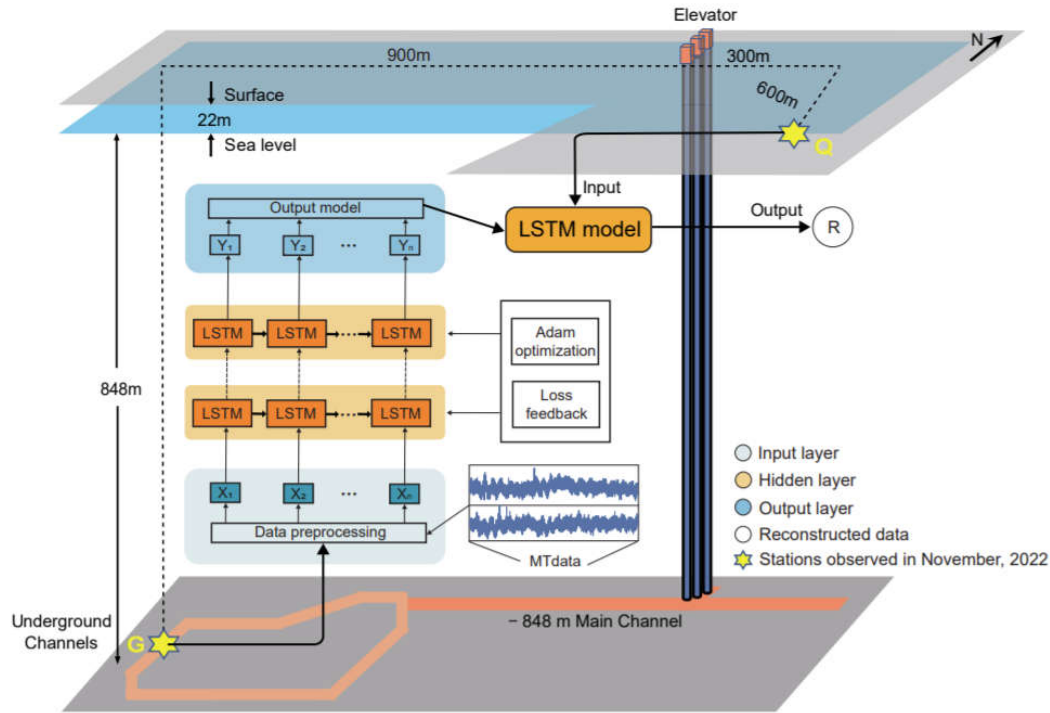 Elevator
N
900m
300m
600m
Surface
22m
Sea level
Q
Input
Output model
LSTM model
Output
R
Y₁
Y₂
...
Yₙ
LSTM
LSTM
...
LSTM
Adam
optimization
848m
Loss
feedback
LSTM
LSTM
...
LSTM
Input layer
Hidden layer
Output layer
Reconstructed data
Stations observed in November, 2022
X₁
X₂
...
Xₙ
Data preprocessing
MTdata
Underground
Channels
G
− 848 m Main Channel